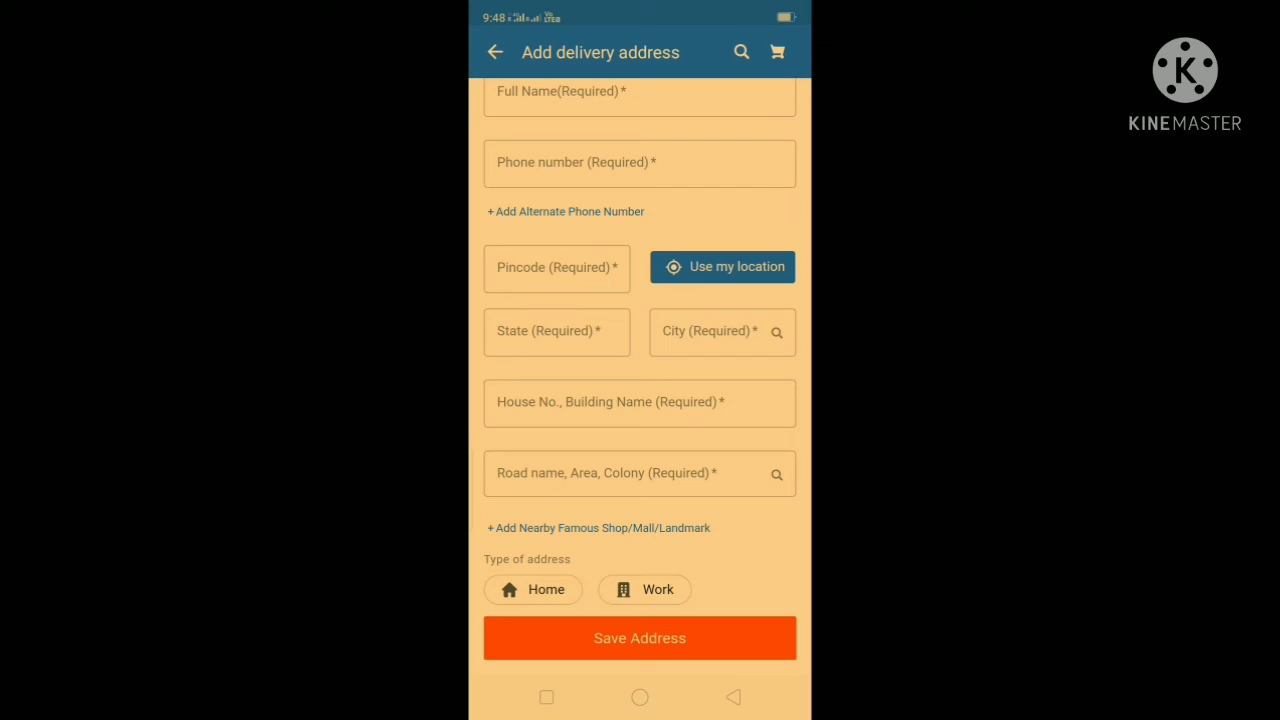 9:48
Add delivery address
Full Name(Required)*
Phone number (Required)*
+ Add Alternate Phone Number
Pincode (Required)*
Use my location
State (Required)*
City (Required)*
House No., Building Name (Required)*
Road name, Area, Colony (Required)*
+ Add Nearby Famous Shop/Mall/Landmark
Type of address
Home
Work
Save Address
K
KINEMASTER